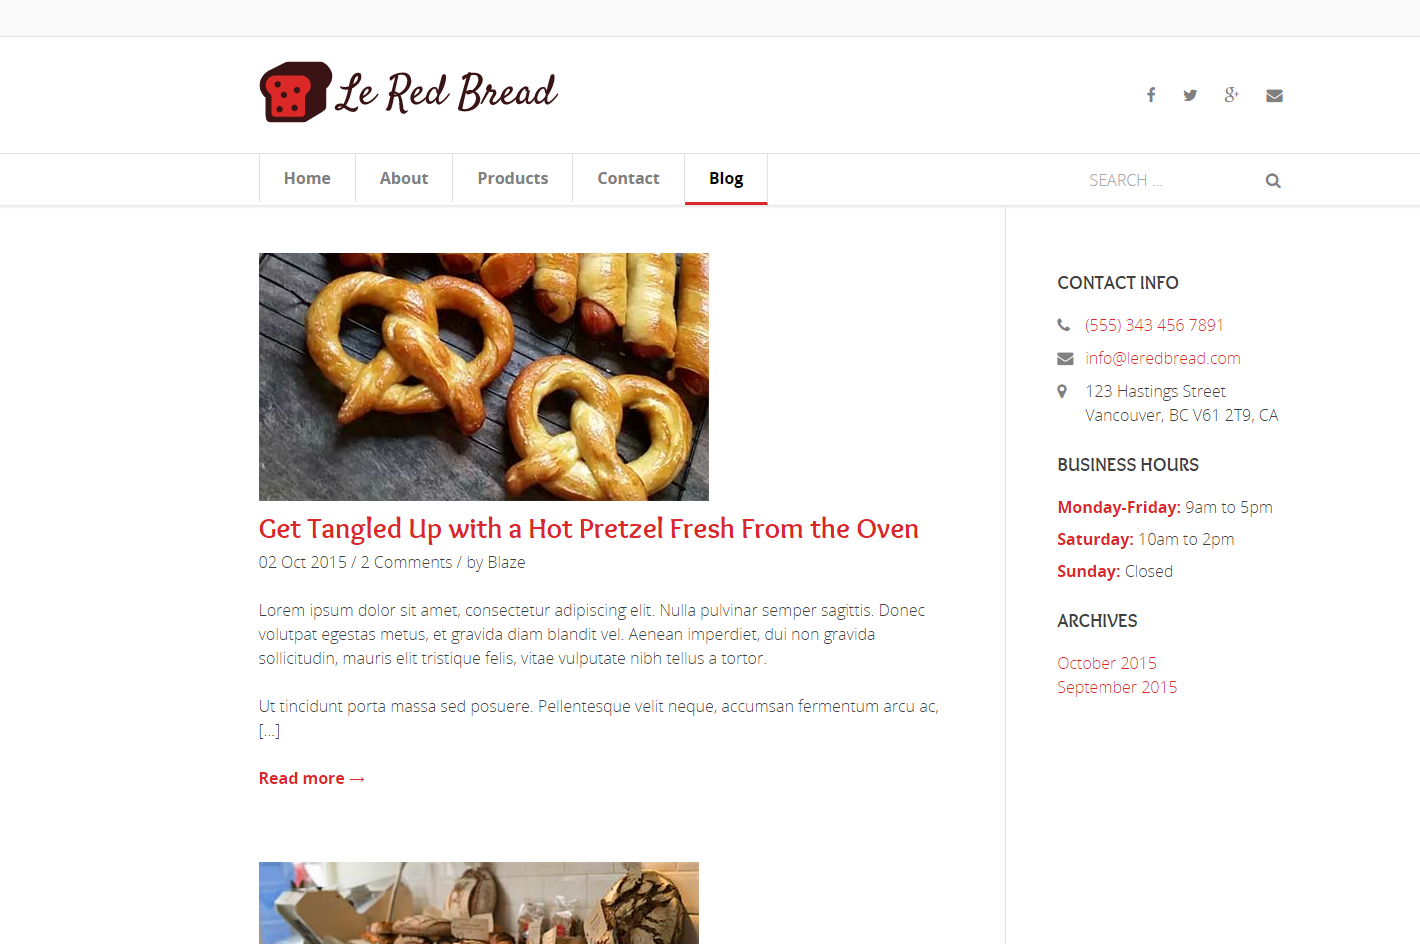 Le Red Bread
Home
About
Products
Contact
Blog
SEARCH ...
Get Tangled Up with a Hot Pretzel Fresh From the Oven
02 Oct 2015 / 2 Comments / by Blaze
Lorem ipsum dolor sit amet, consectetur adipiscing elit. Nulla pulvinar semper sagittis. Donec
volutpat egestas metus, et gravida diam blandit vel. Aenean imperdiet, dui non gravida
sollicitudin, mauris elit tristique felis, vitae vulputate nibh tellus a tortor.
Ut tincidunt porta massa sed posuere. Pellentesque velit neque, accumsan fermentum arcu ac,
[...]
Read more →
CONTACT INFO
(555) 343 456 7891
info@leredbread.com
123 Hastings Street
Vancouver, BC V61 2T9, CA
BUSINESS HOURS
Monday-Friday: 9am to 5pm
Saturday: 10am to 2pm
Sunday: Closed
ARCHIVES
October 2015
September 2015